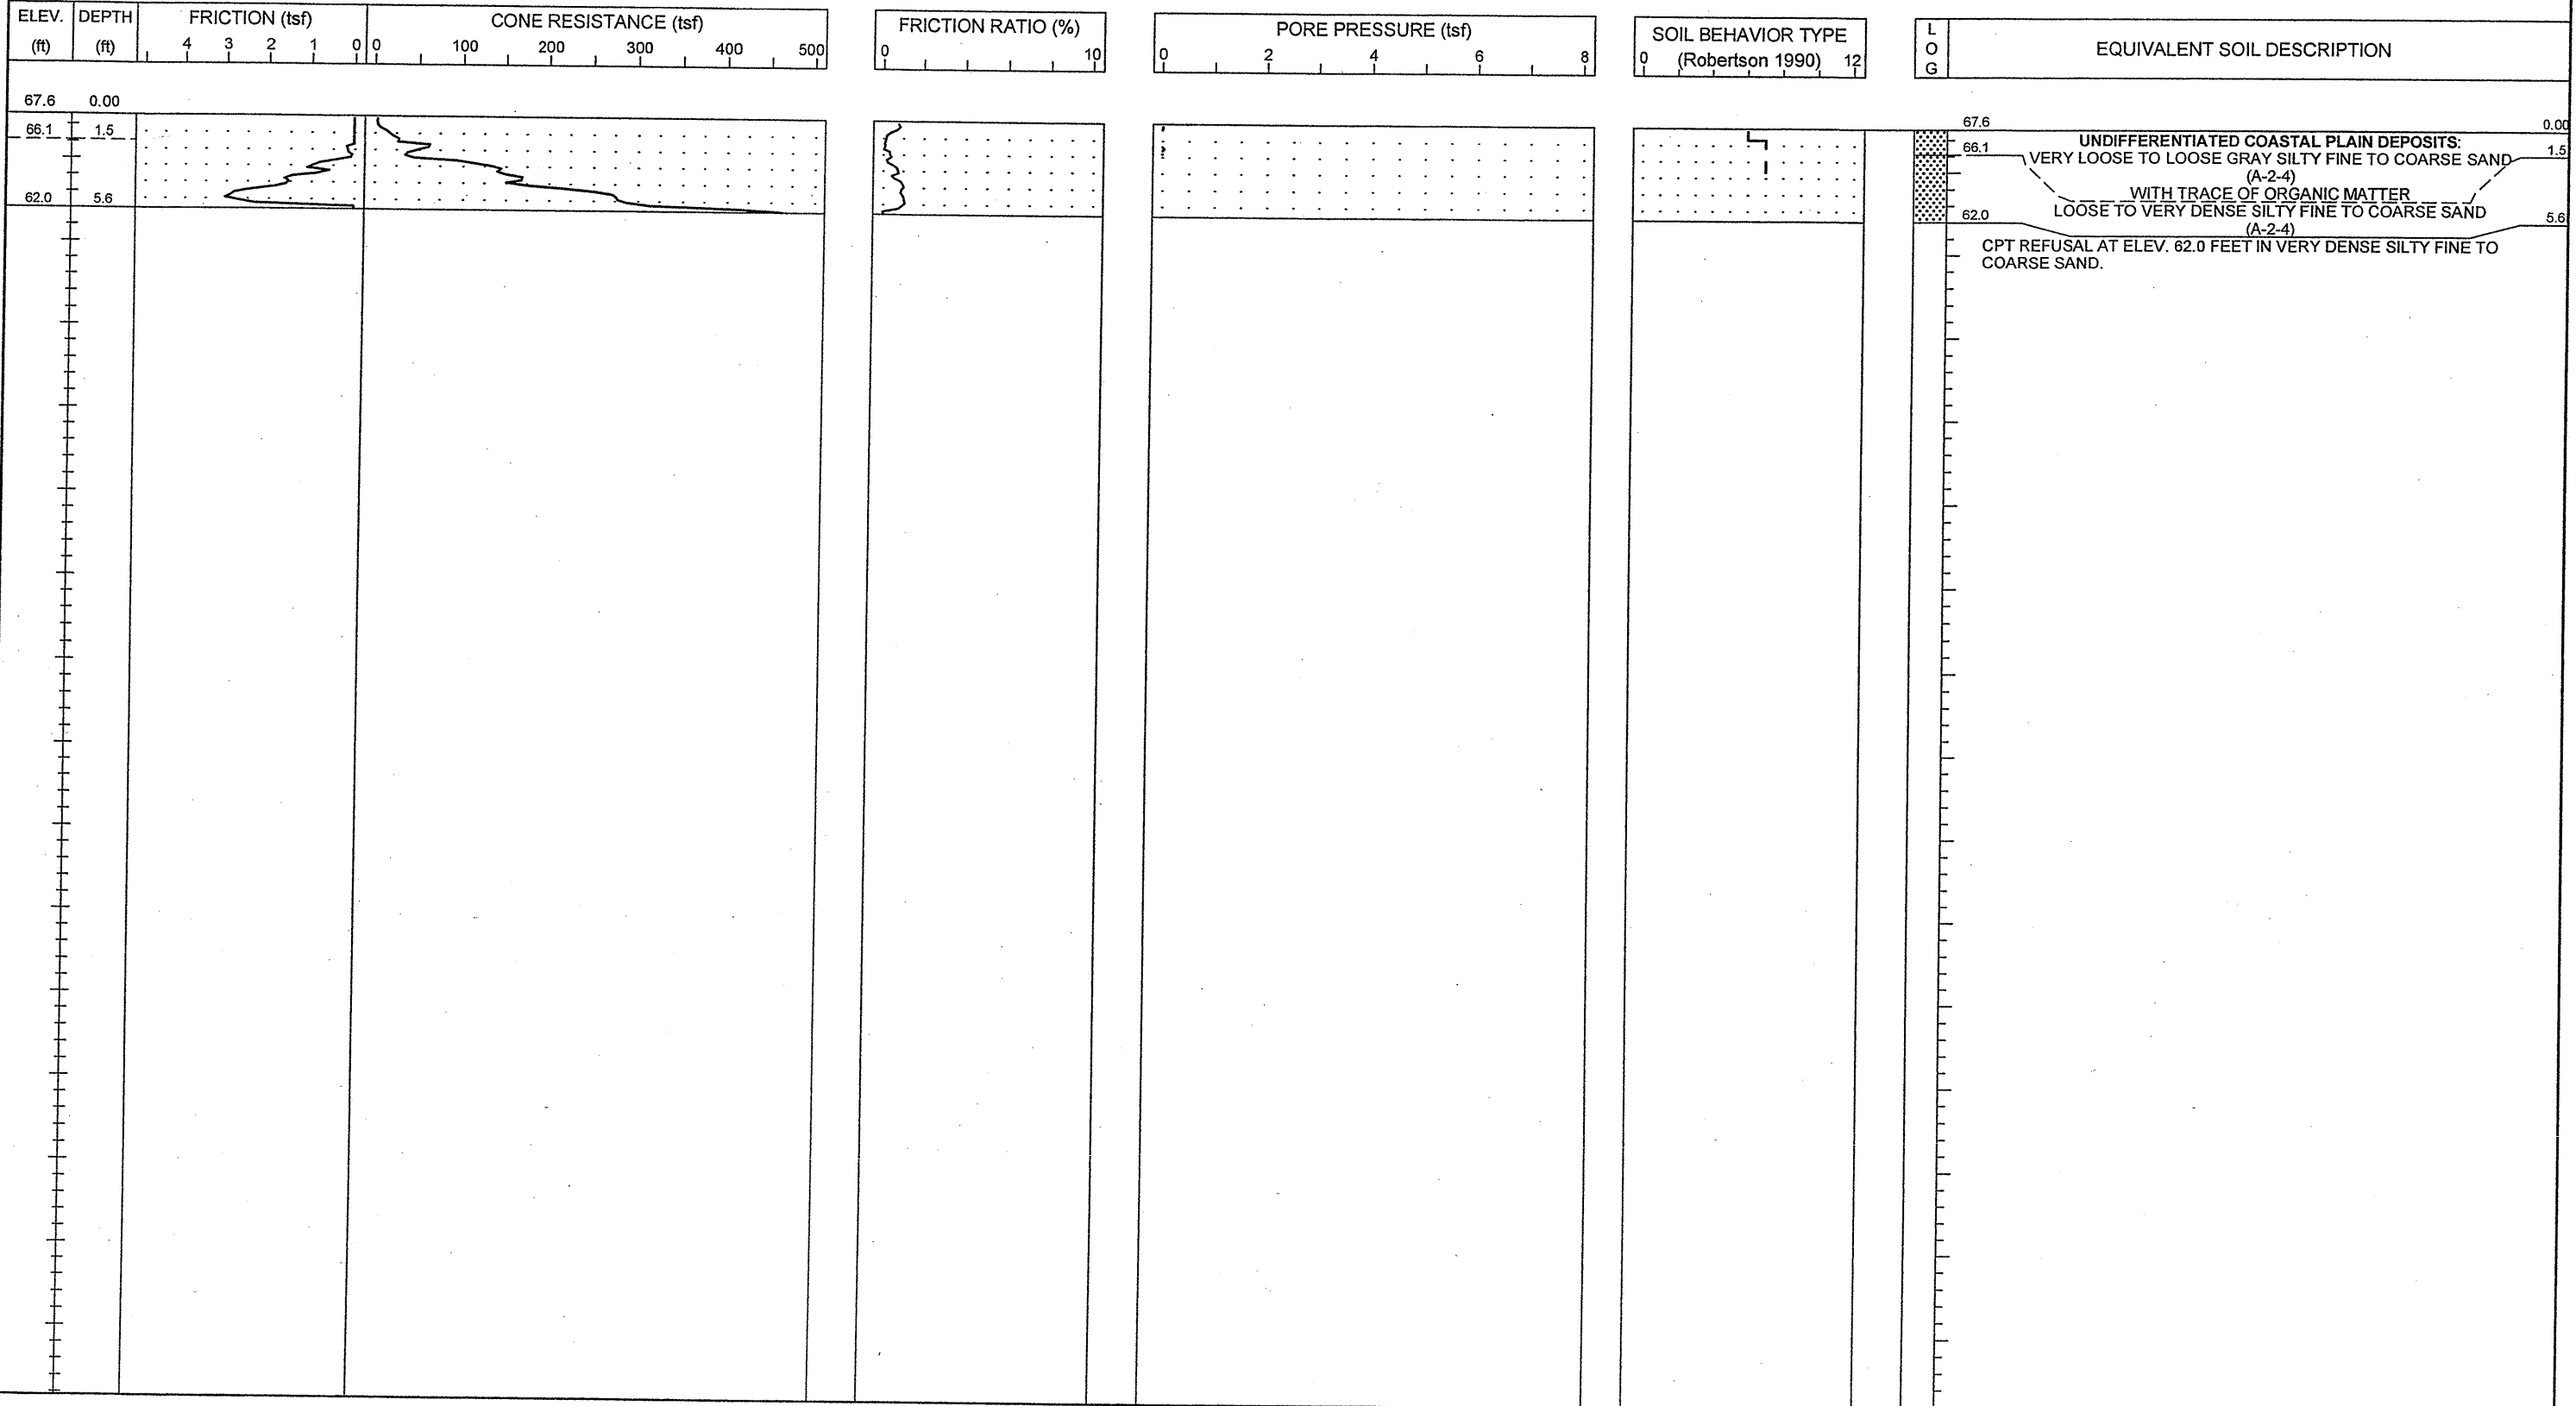 ELEV. DEPTH FRICTION (tsf) CONE RESISTANCE (tsf) FRICTION RATIO (%) PORE PRESSURE (tsf) SOIL BEHAVIOR TYPE LOG EQUIVALENT SOIL DESCRIPTION
(ft) (ft) 4 3 2 1 0 0 100 200 300 400 500 0 10 0 2 4 6 8 0 (Robertson 1990) 12
67.6 0.00
66.1 1.5
62.0 5.6
67.6 0.00
UNDIFFERENTIATED COASTAL PLAIN DEPOSITS:
66.1 VERY LOOSE TO LOOSE GRAY SILTY FINE TO COARSE SAND 1.5
(A-2-4)
WITH TRACE OF ORGANIC MATTER
62.0 LOOSE TO VERY DENSE SILTY FINE TO COARSE SAND 5.6
(A-2-4)
CPT REFUSAL AT ELEV. 62.0 FEET IN VERY DENSE SILTY FINE TO
COARSE SAND.